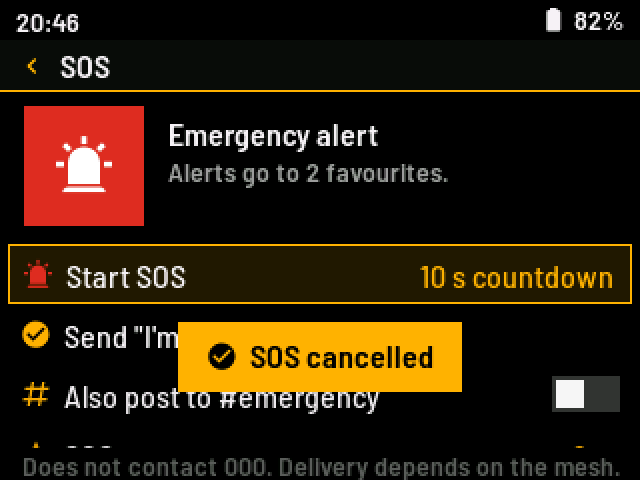 20:46
82%
SOS
Emergency alert
Alerts go to 2 favourites.
Start SOS
10 s countdown
Send "I'm
SOS cancelled
Also post to #emergency
Does not contact 000. Delivery depends on the mesh.